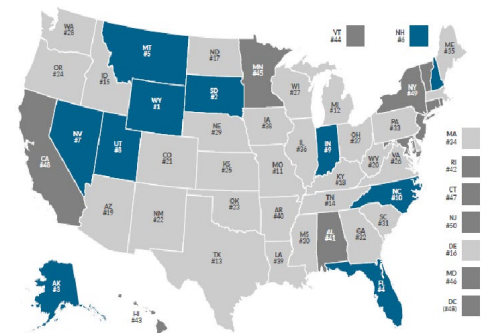 WA
#28
MT
#5
ND
#17
MN
#45
VT
#44
NH
#6
ME
#35
OR
#24
ID
#15
WY
#1
SD
#2
WI
#27
MI
#12
NY
#49
NV
#7
UT
#8
CO
#21
NE
#29
IA
#38
IL
#36
IN
#9
OH
#37
PA
#33
CA
#48
KS
#25
MO
#11
KY
#18
WV
#20
VA
#26
AZ
#19
NM
#22
OK
#23
AR
#40
TN
#14
NC
#10
SC
#31
TX
#13
LA
#39
MS
#30
AL
#41
GA
#32
FL
#4
AK
#3
HI
#43
MA
#34
RI
#42
CT
#47
NJ
#50
DE
#16
MO
#46
DC
(#48)